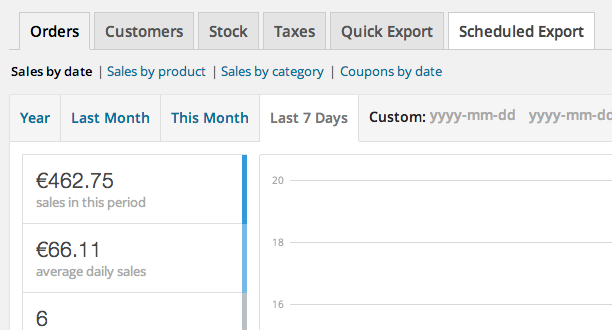 Orders Customers Stock Taxes Quick Export Scheduled Export
Sales by date | Sales by product | Sales by category | Coupons by date
Year Last Month This Month Last 7 Days Custom: yyyy-mm-dd yyyy-mm-dd
€462.75
sales in this period
€66.11
average daily sales
6
20
18
16